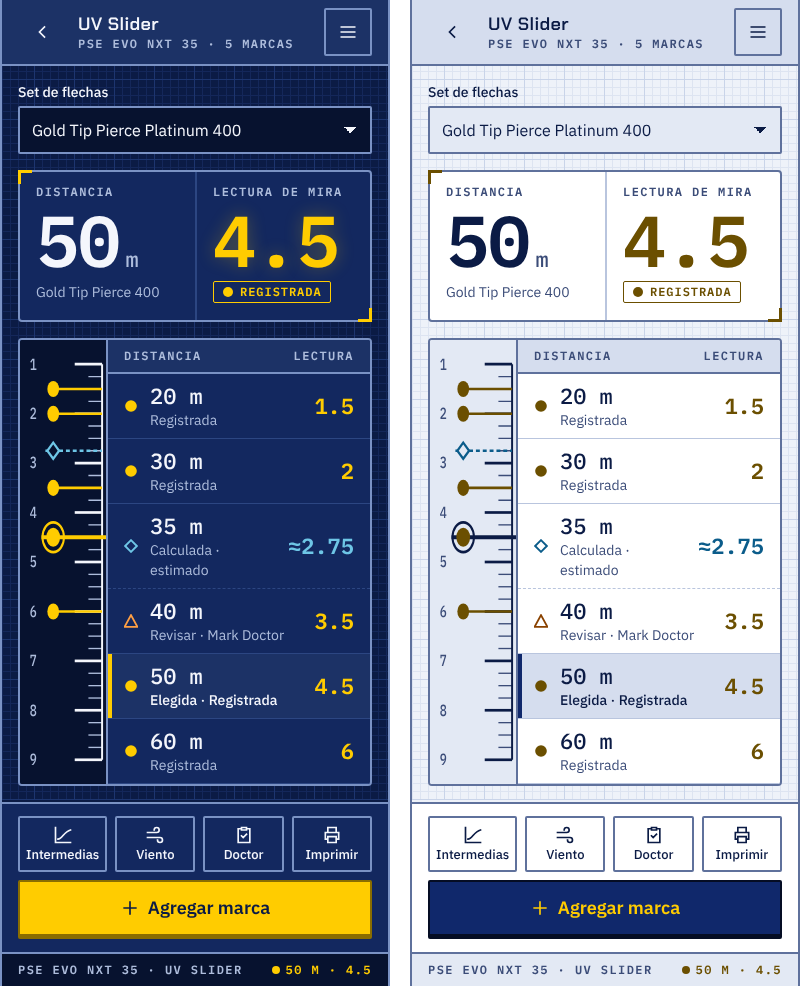 UV Slider
PSE EVO NXT 35 · 5 MARCAS
Set de flechas
Gold Tip Pierce Platinum 400
DISTANCIA
LECTURA DE MIRA
50 m
4.5
Gold Tip Pierce 400
REGISTRADA
1
2
3
4
5
6
7
8
9
DISTANCIA
LECTURA
20 m
1.5
Registrada
30 m
2
Registrada
35 m
≈2.75
Calculada ·
estimado
40 m
3.5
Revisar · Mark Doctor
50 m
4.5
Elegida · Registrada
60 m
6
Registrada
Intermedias
Viento
Doctor
Imprimir
+ Agregar marca
PSE EVO NXT 35 · UV SLIDER
50 M · 4.5
UV Slider
PSE EVO NXT 35 · 5 MARCAS
Set de flechas
Gold Tip Pierce Platinum 400
DISTANCIA
LECTURA DE MIRA
50 m
4.5
Gold Tip Pierce 400
REGISTRADA
1
2
3
4
5
6
7
8
9
DISTANCIA
LECTURA
20 m
1.5
Registrada
30 m
2
Registrada
35 m
≈2.75
Calculada ·
estimado
40 m
3.5
Revisar · Mark Doctor
50 m
4.5
Elegida · Registrada
60 m
6
Registrada
Intermedias
Viento
Doctor
Imprimir
+ Agregar marca
PSE EVO NXT 35 · UV SLIDER
50 M · 4.5